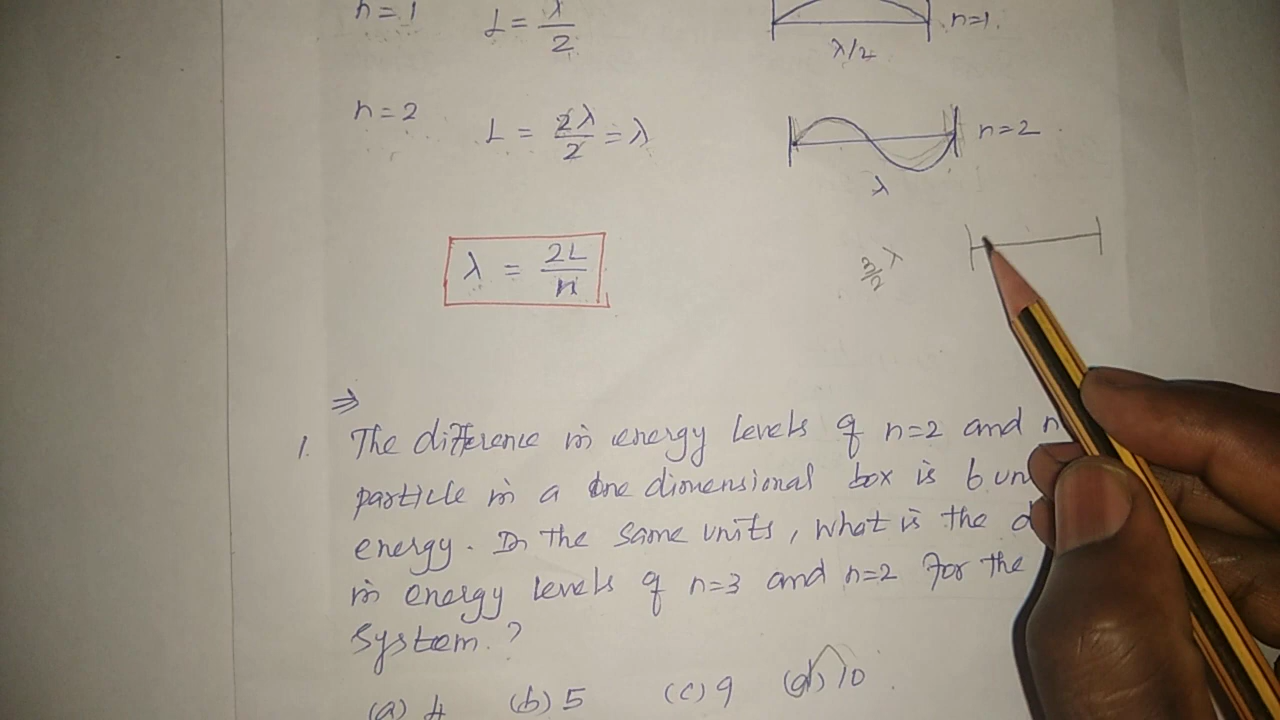 n = 1 L = λ/2 n=1.
λ/2
n = 2 L = 2λ/2 = λ n=2
λ
λ = 2L/n 3/2 λ
⇒
1. The difference in energy levels of n=2 and n
particle in a one dimensional box is 6 un
energy. In the same units, what is the d
in energy levels of n=3 and n=2 for the
system.?
(a) 4 (b) 5 (c) 9 (d) 10